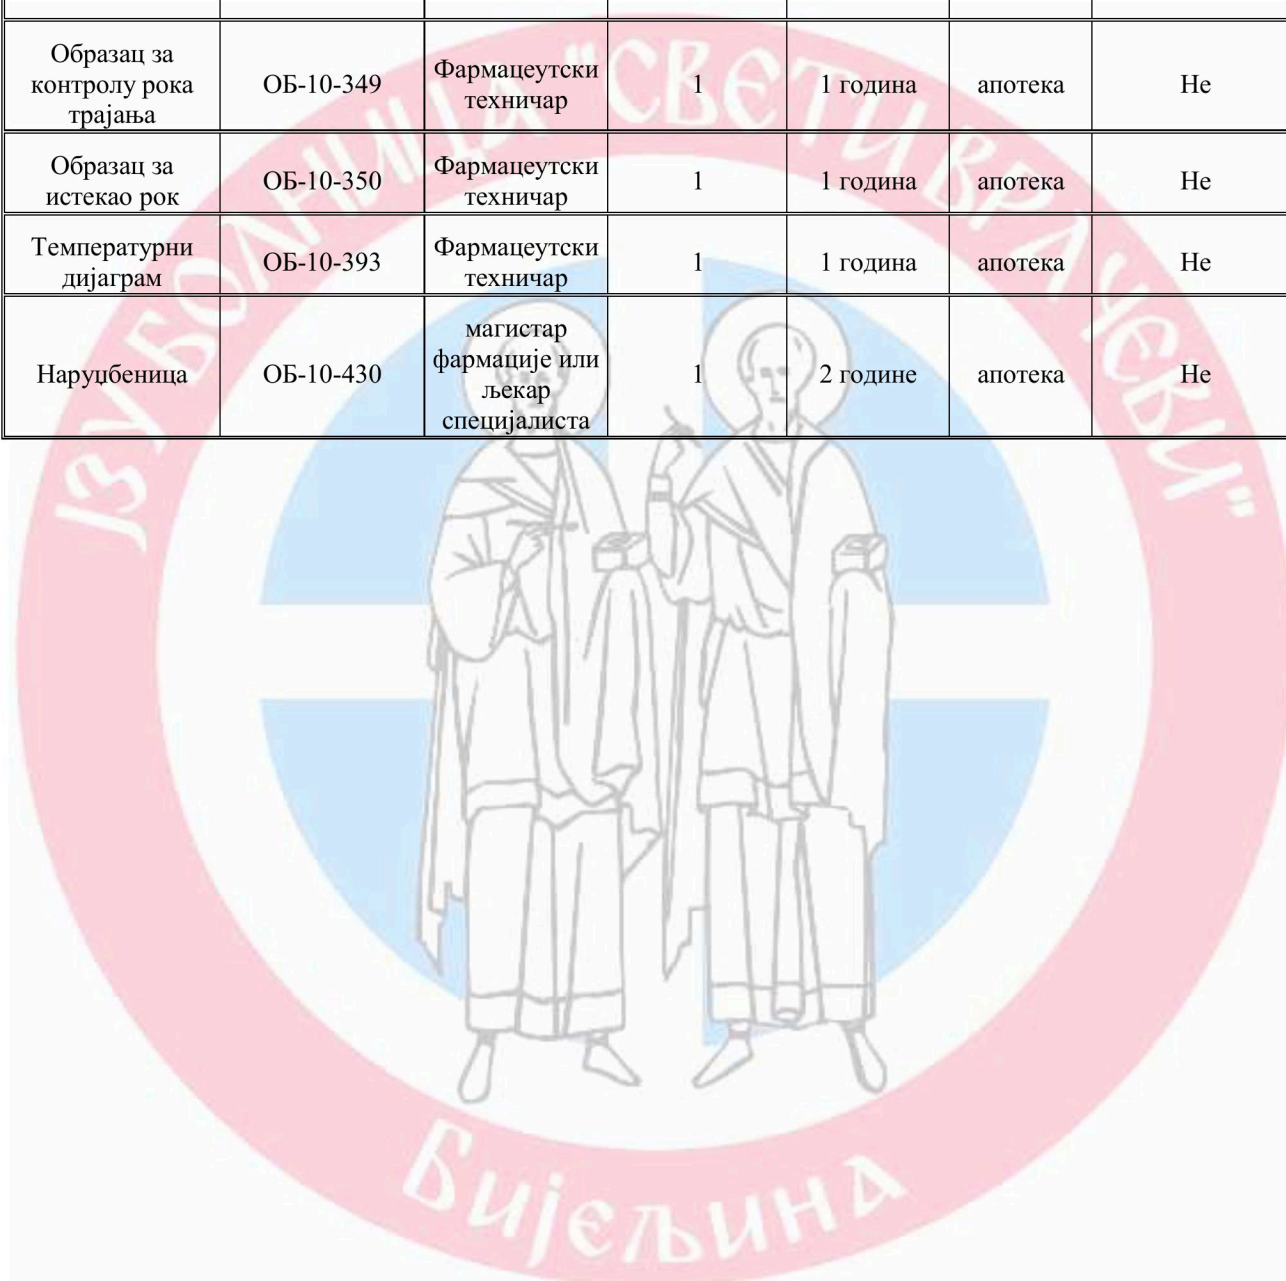 Образац за
контролу рока
трајања
ОБ-10-349
Фармацеутски
техничар
1
1 година
апотека
Не
Образац за
истекао рок
ОБ-10-350
Фармацеутски
техничар
1
1 година
апотека
Не
Температурни
дијаграм
ОБ-10-393
Фармацеутски
техничар
1
1 година
апотека
Не
Наруџбеница
ОБ-10-430
магистар
фармације или
љекар
специјалиста
1
2 године
апотека
Не
ЈЗУ БОЛНИЦА "СВЕТИ ВРАЧЕВИ"
Бијељина